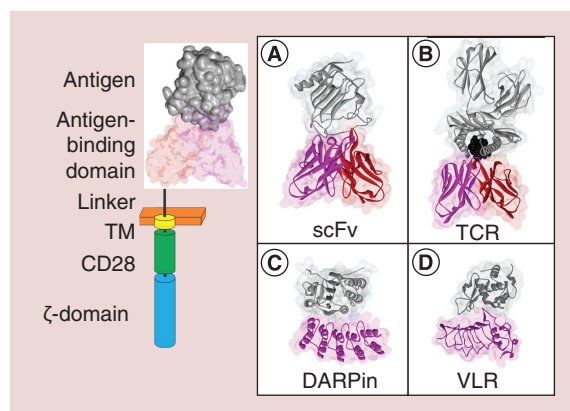 Antigen
Antigen-
binding
domain
Linker
TM
CD28
ζ-domain
A
scFv
B
TCR
C
DARPin
D
VLR